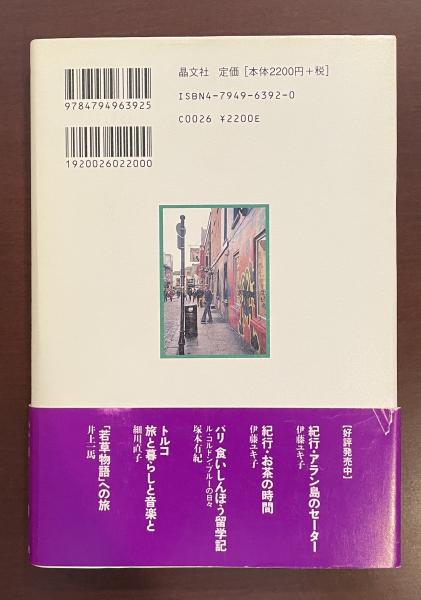 晶文社 定価 [本体2200円+税]
ISBN4-7949-6392-0
C0026 ¥2200E
9784794963925
1920026022000
[好評発売中]
紀行・アラン島のセーター
伊藤ユキ子
紀行・お茶の時間
伊藤ユキ子
パリ 食いしんぼう留学記
ル・コルドン・ブルーの日々
塚本有紀
トルコ
旅と暮らしと音楽と
細川直子
「若草物語」への旅
井上一馬